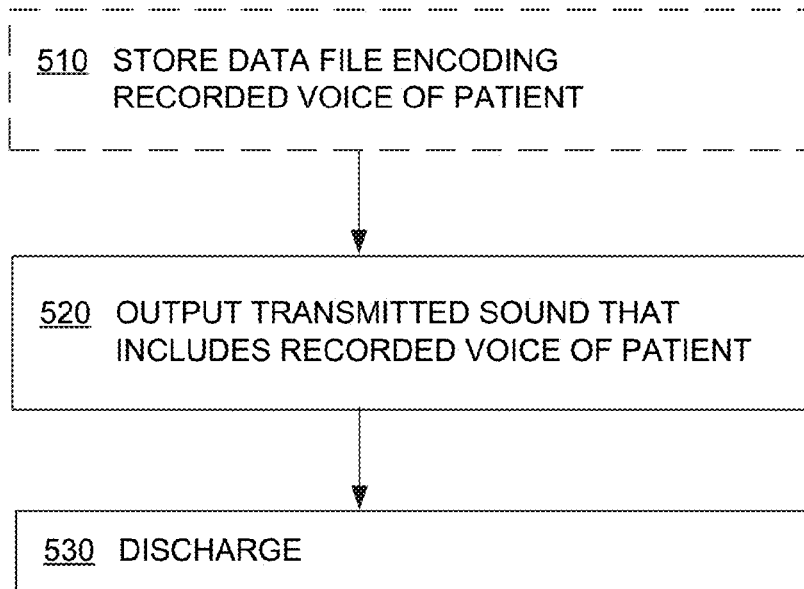 510 STORE DATA FILE ENCODING
RECORDED VOICE OF PATIENT
520 OUTPUT TRANSMITTED SOUND THAT
INCLUDES RECORDED VOICE OF PATIENT
530 DISCHARGE